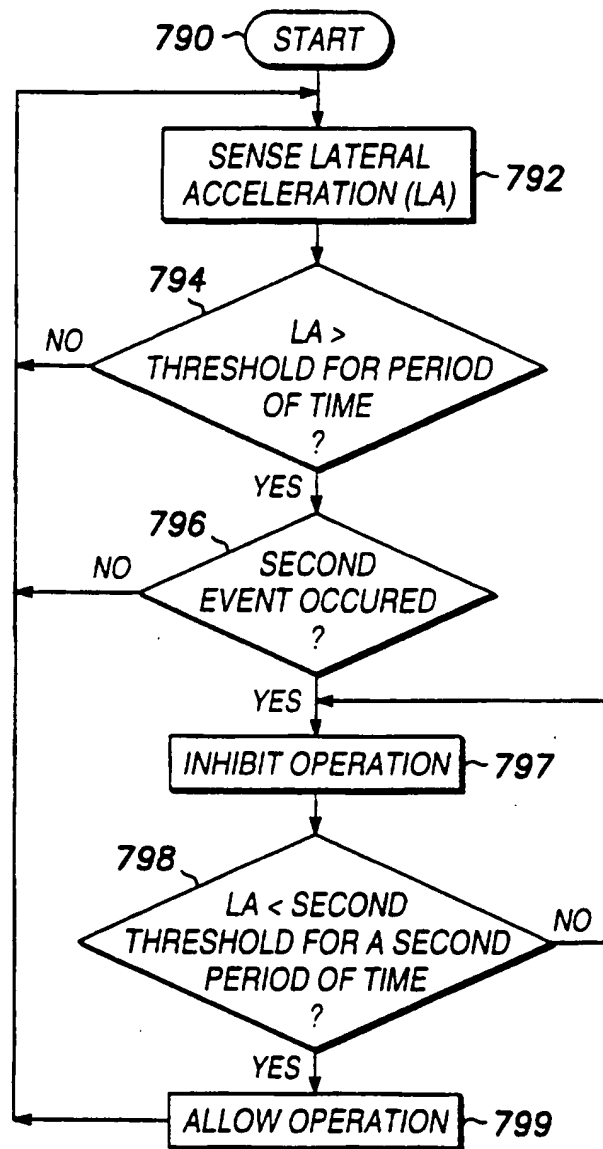 790
START
SENSE LATERAL
ACCELERATION (LA)
792
794
NO
LA >
THRESHOLD FOR PERIOD
OF TIME
?
YES
796
NO
SECOND
EVENT OCCURED
?
YES
INHIBIT OPERATION
797
798
LA < SECOND
THRESHOLD FOR A SECOND
PERIOD OF TIME
?
NO
YES
ALLOW OPERATION
799